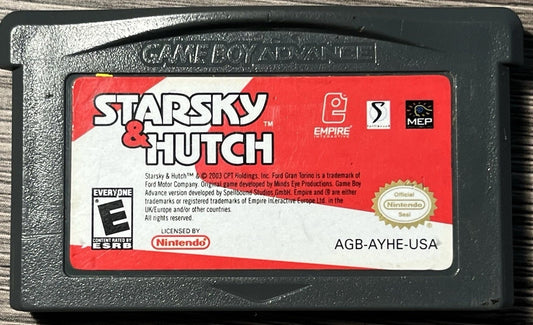 GAME BOY ADVANCE
STARSKY™
& HUTCH
EMPIRE
INTERACTIVE
MEP
Starsky & Hutch™ & © 2003 CPT Holdings, Inc. Ford Gran Torino is a trademark of
Ford Motor Company. Original game developed by Minds Eye Productions. Game Boy
Advance version developed by Spellbound Studios GmbH. Empire and (e are either
trademarks or registered trademarks of Empire Interactive Europe Ltd. in the
UK/Europe and/or other countries.
All rights reserved.
EVERYONE
E
CONTENT RATED BY
ESRB
LICENSED BY
Nintendo®
Official
Nintendo
Seal
AGB-AYHE-USA